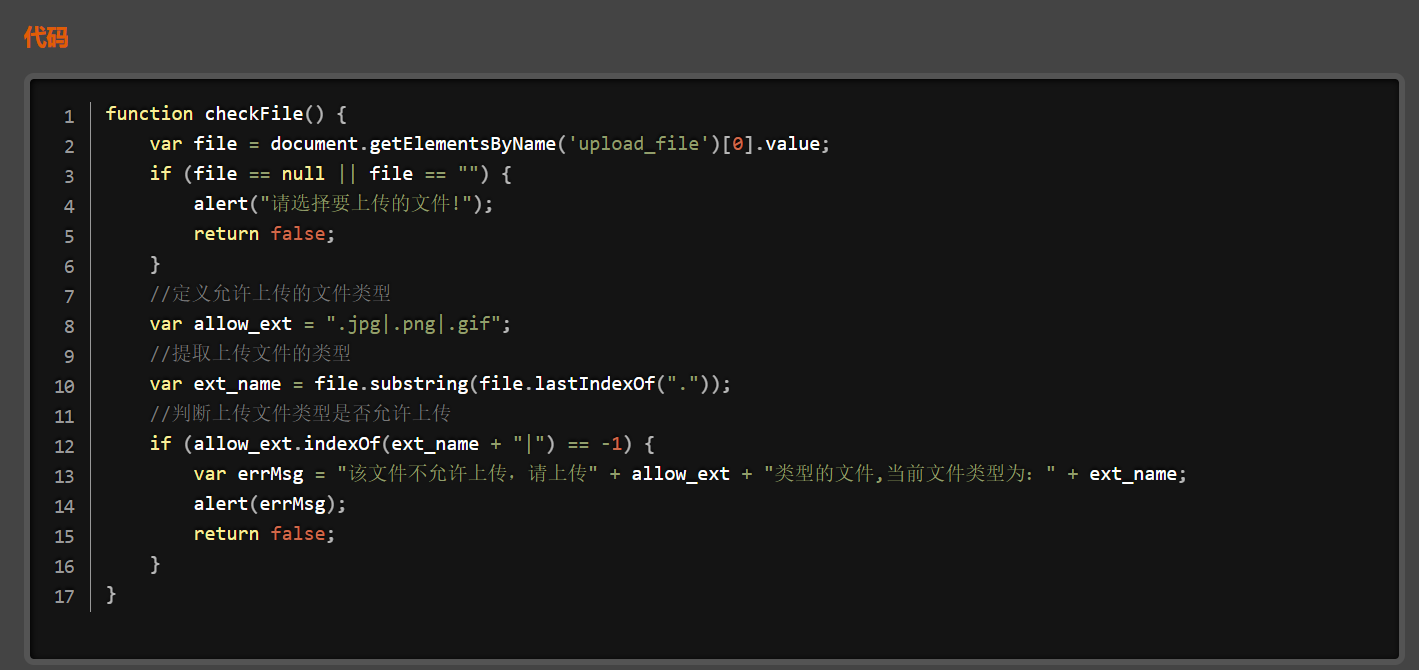 代码
1 function checkFile() {
2     var file = document.getElementsByName('upload_file')[0].value;
3     if (file == null || file == "") {
4         alert("请选择要上传的文件!");
5         return false;
6     }
7     //定义允许上传的文件类型
8     var allow_ext = ".jpg|.png|.gif";
9     //提取上传文件的类型
10     var ext_name = file.substring(file.lastIndexOf("."));
11     //判断上传文件类型是否允许上传
12     if (allow_ext.indexOf(ext_name + "|") == -1) {
13         var errMsg = "该文件不允许上传，请上传" + allow_ext + "类型的文件,当前文件类型为：" + ext_name;
14         alert(errMsg);
15         return false;
16     }
17 }